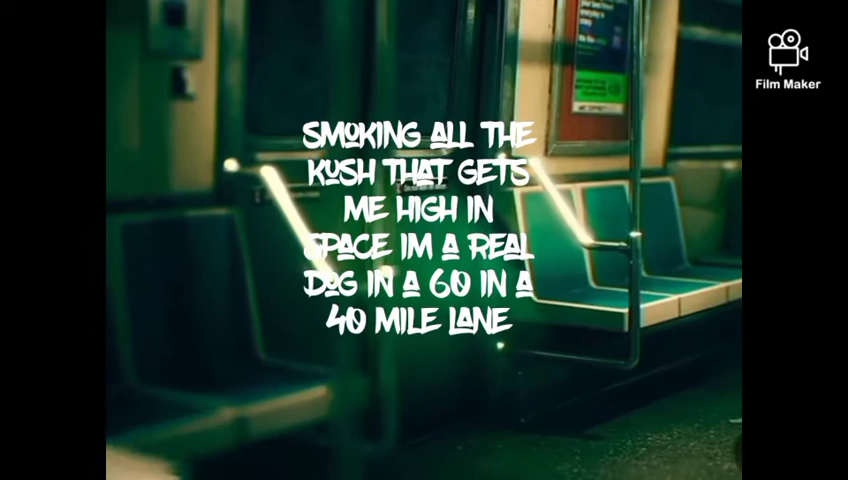 SMOKING ALL THE
KUSH THAT GETS
ME HIGH IN
SPACE IM A REAL
DOG IN A 60 IN A
40 MILE LANE
Film Maker